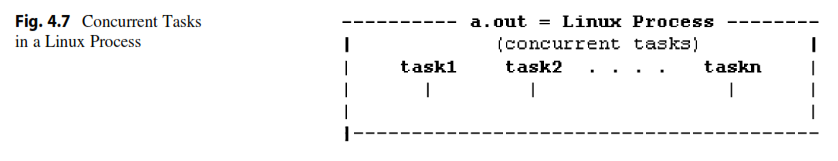 Fig. 4.7 Concurrent Tasks
in a Linux Process
---------- a.out = Linux Process --------
| (concurrent tasks) |
| task1 task2 . . . . taskn |
| | | | |
| |
|----------------------------------------